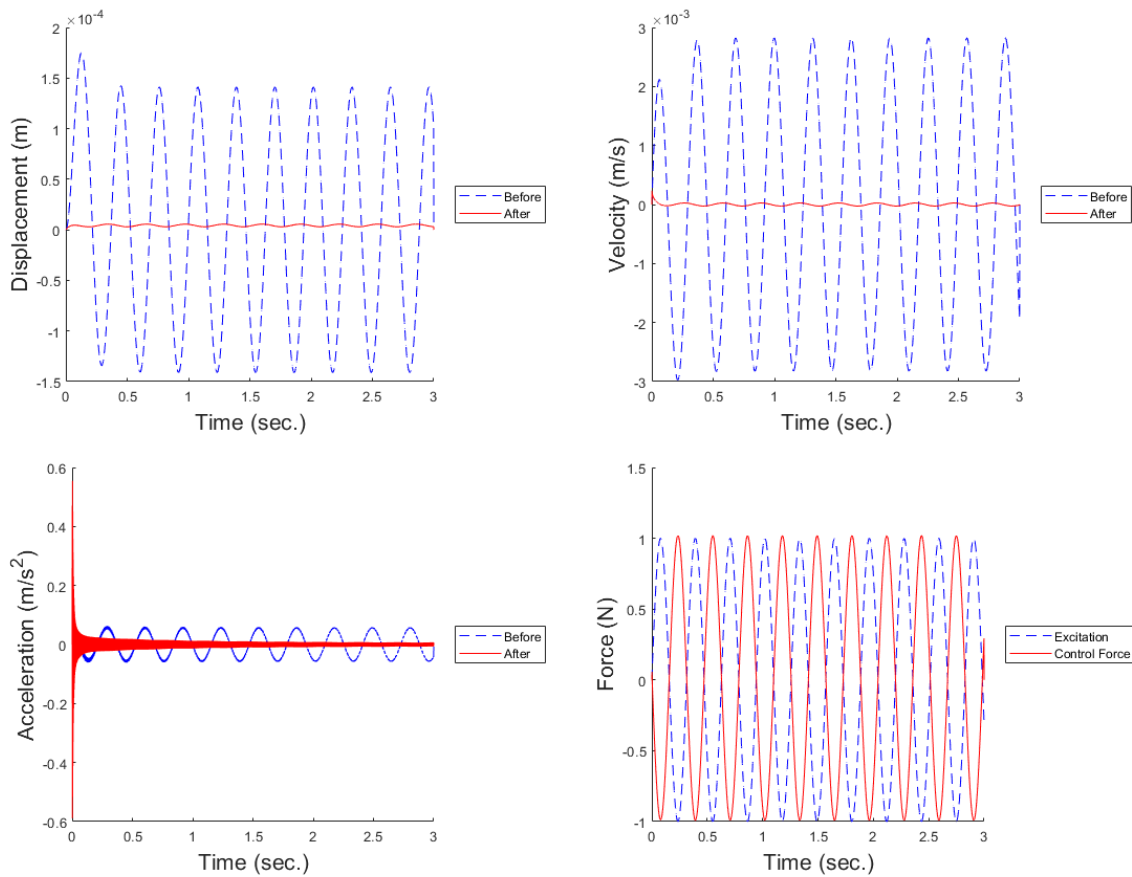 ×10⁻⁴
2
1.5
1
0.5
0
-0.5
-1
-1.5
Displacement (m)
0 0.5 1 1.5 2 2.5 3
Time (sec.)
Before
After
×10⁻³
3
2
1
0
-1
-2
-3
Velocity (m/s)
0 0.5 1 1.5 2 2.5 3
Time (sec.)
Before
After
0.6
0.4
0.2
0
-0.2
-0.4
-0.6
Acceleration (m/s²)
0 0.5 1 1.5 2 2.5 3
Time (sec.)
Before
After
1.5
1
0.5
0
-0.5
-1
Force (N)
0 0.5 1 1.5 2 2.5 3
Time (sec.)
Excitation
Control Force